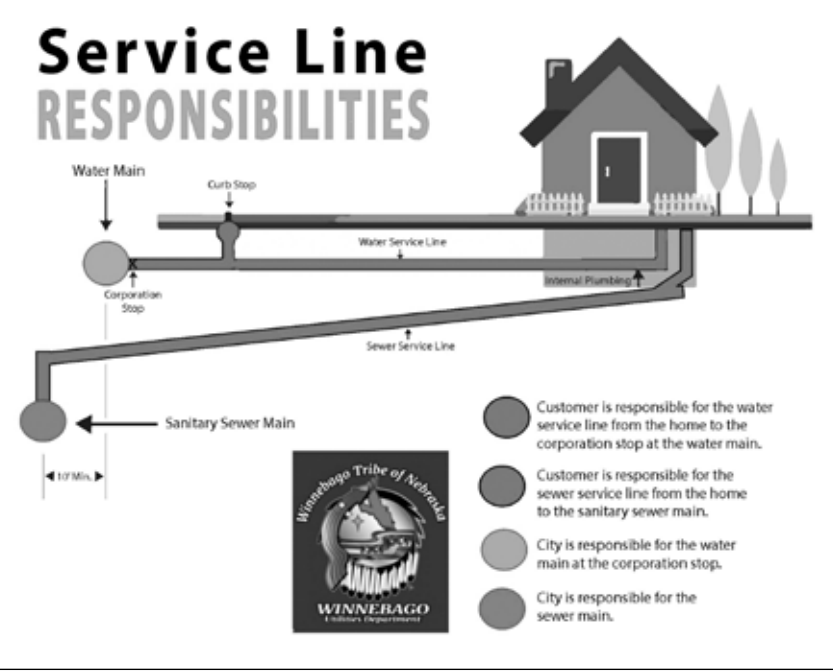 Service Line
RESPONSIBILITIES
Water Main
Curb Stop
Water Service Line
Corporation
Stop
Internal Plumbing
Sewer Service Line
Sanitary Sewer Main
10' Min.
Customer is responsible for the water
service line from the home to the
corporation stop at the water main.
Customer is responsible for the
sewer service line from the home
to the sanitary sewer main.
City is responsible for the water
main at the corporation stop.
City is responsible for the
sewer main.
Winnebago Tribe of Nebraska
WINNEBAGO
Utilities Department